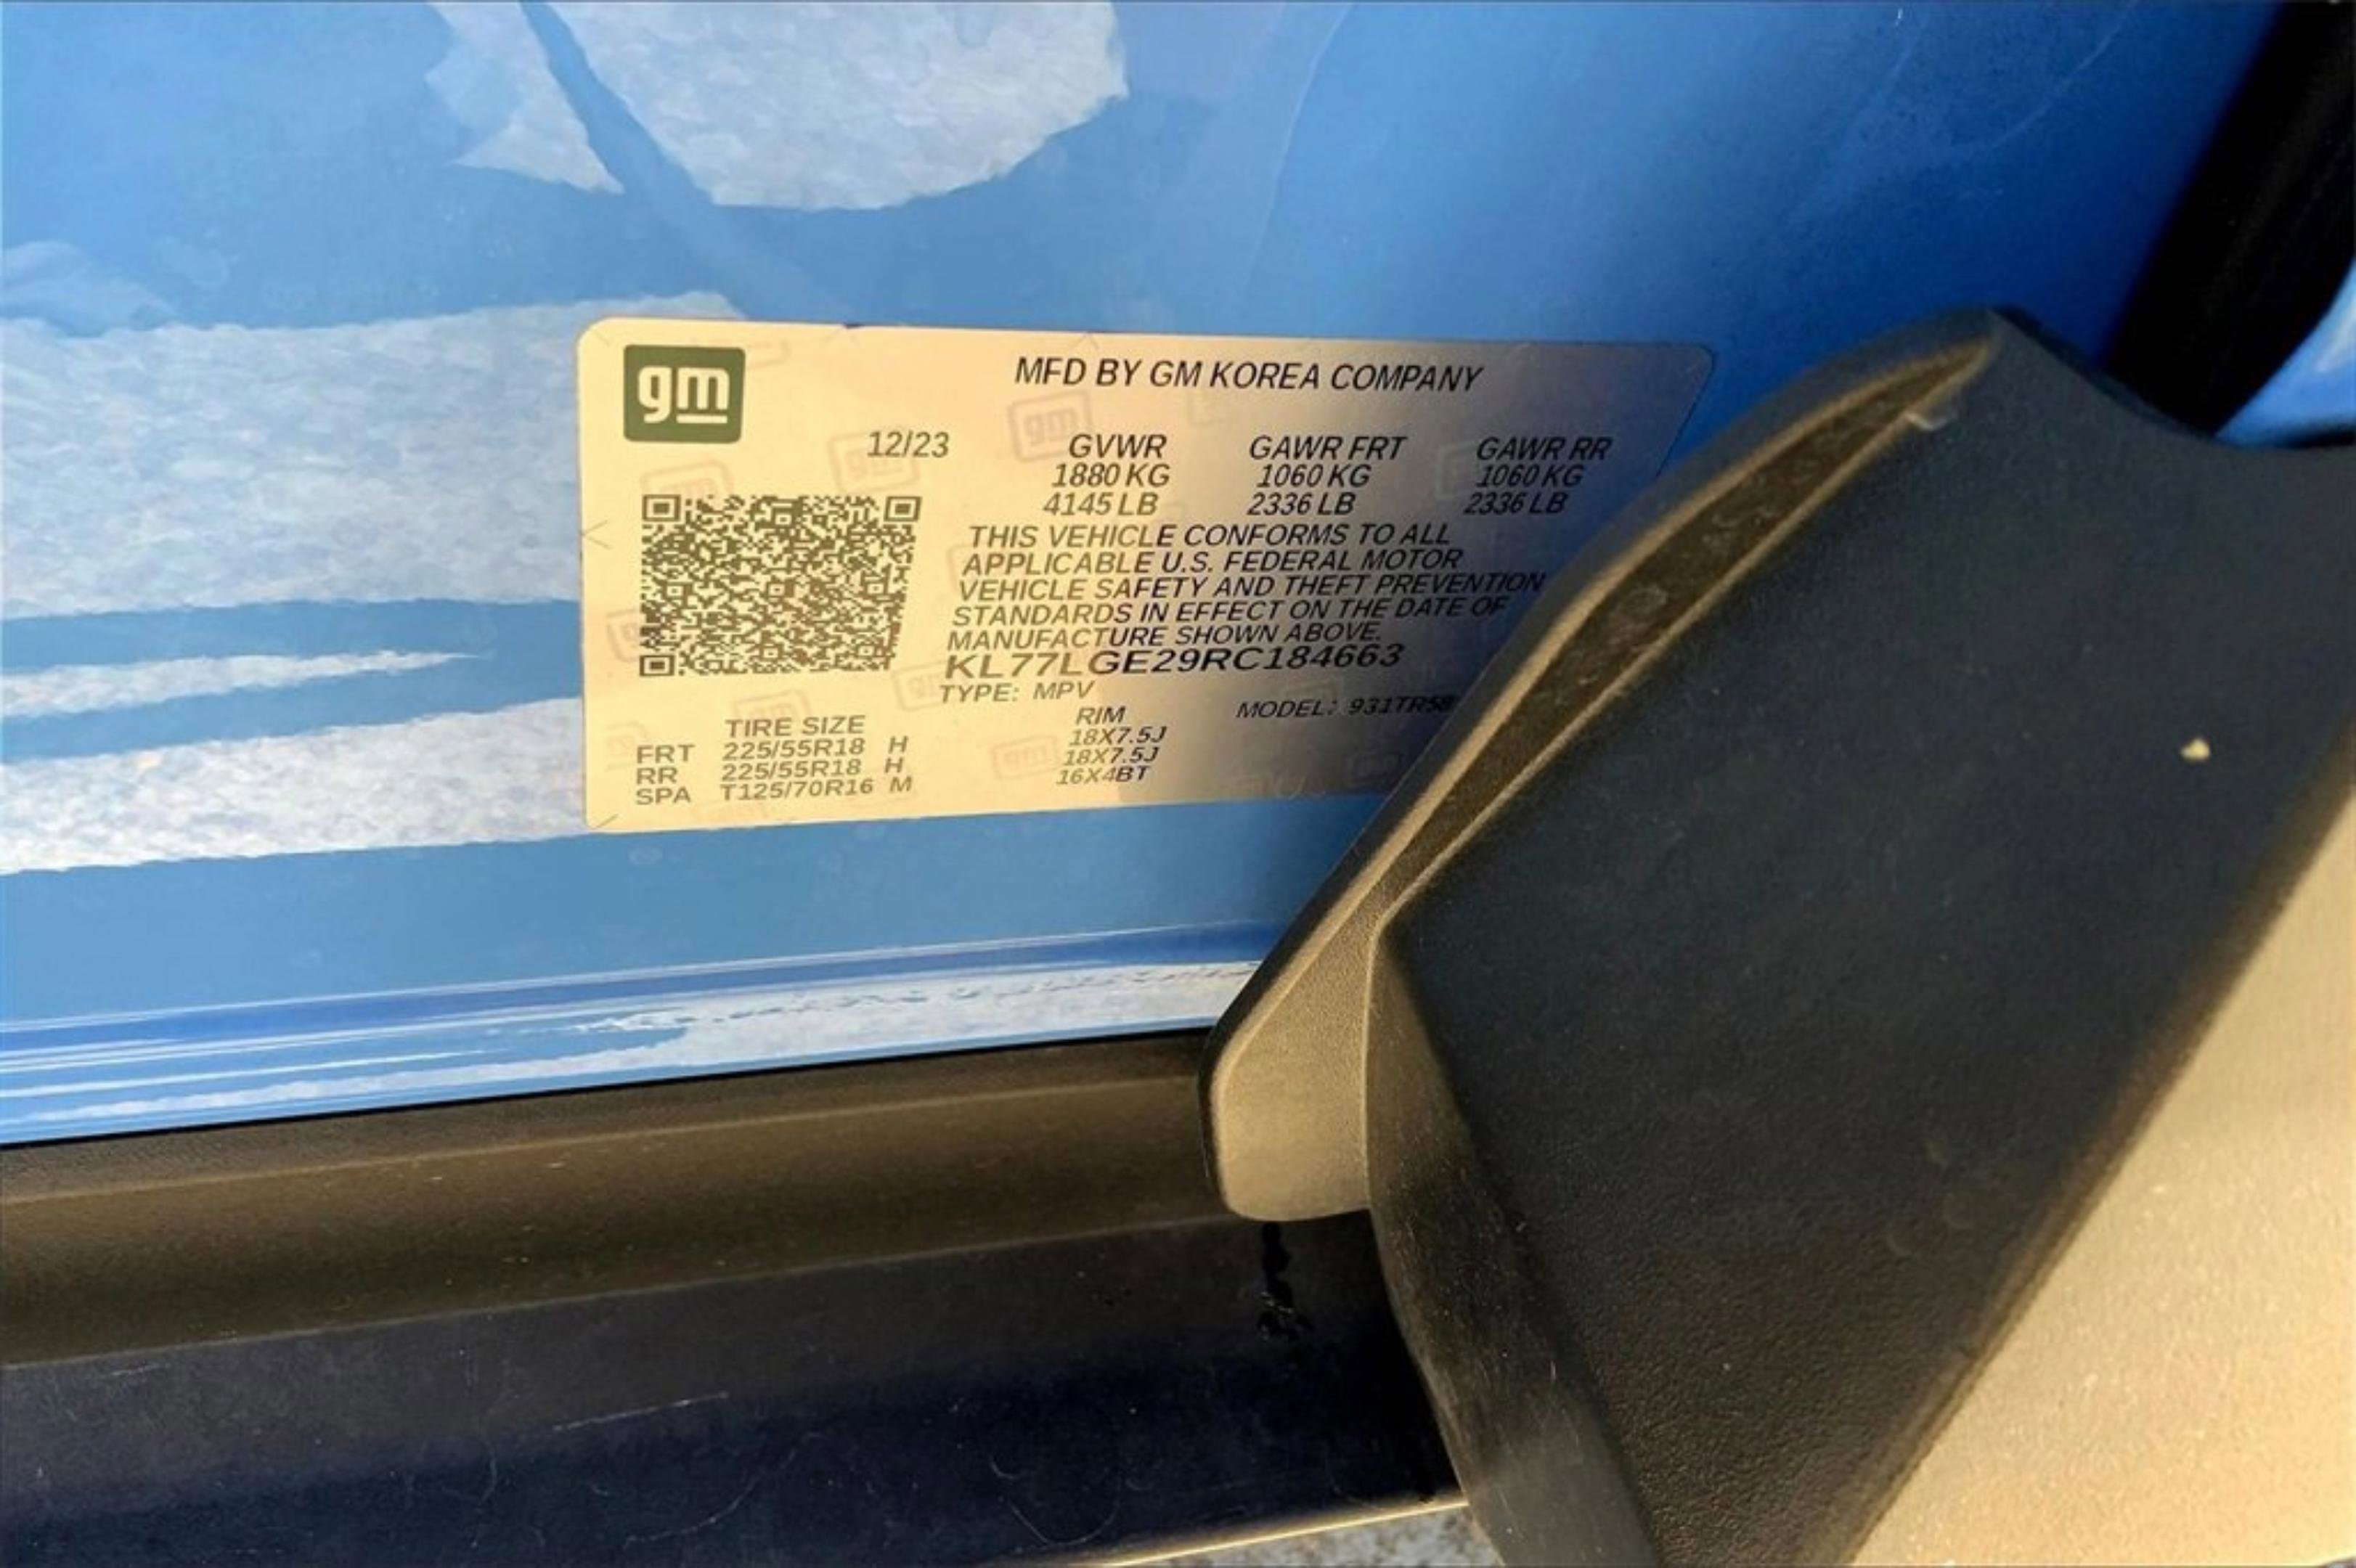 gm
MFD BY GM KOREA COMPANY
12/23 GVWR GAWR FRT GAWR RR
1880 KG 1060 KG 1060 KG
4145 LB 2336 LB 2336 LB
THIS VEHICLE CONFORMS TO ALL
APPLICABLE U.S. FEDERAL MOTOR
VEHICLE SAFETY AND THEFT PREVENTION
STANDARDS IN EFFECT ON THE DATE OF
MANUFACTURE SHOWN ABOVE.
KL77LGE29RC184663
TYPE: MPV MODEL: 931TR58
TIRE SIZE RIM
FRT 225/55R18 H 18X7.5J
RR 225/55R18 H 18X7.5J
SPA T125/70R16 M 16X4BT